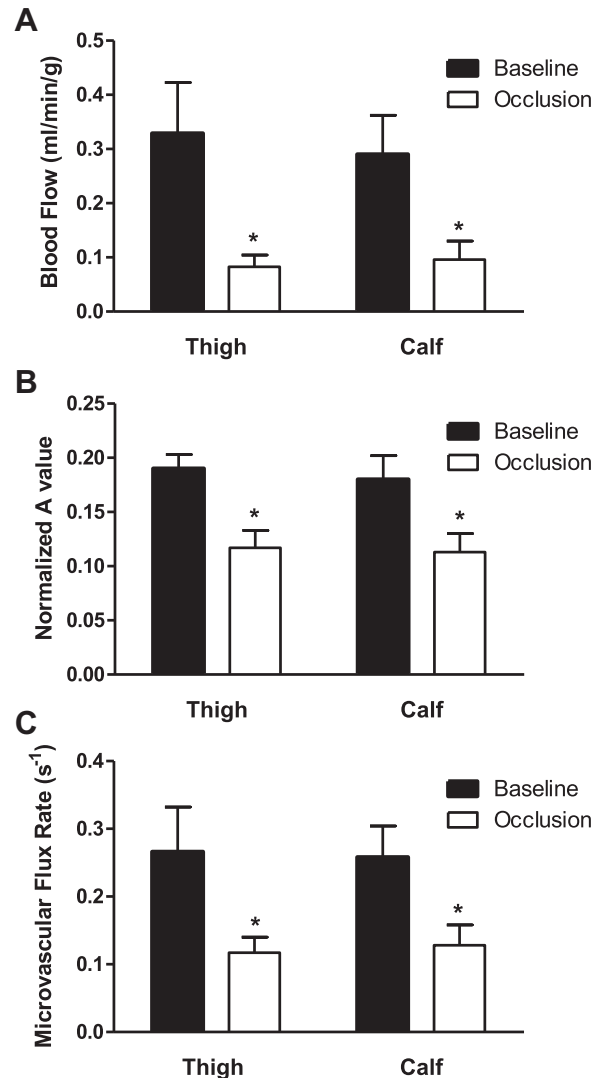 A
Blood Flow (ml/min/g)
0.5
0.4
0.3
0.2
0.1
0.0
Baseline
Occlusion
*
*
Thigh
Calf
B
Normalized A value
0.25
0.20
0.15
0.10
0.05
0.00
Baseline
Occlusion
*
*
Thigh
Calf
C
Microvascular Flux Rate (s⁻¹)
0.4
0.3
0.2
0.1
0.0
Baseline
Occlusion
*
*
Thigh
Calf